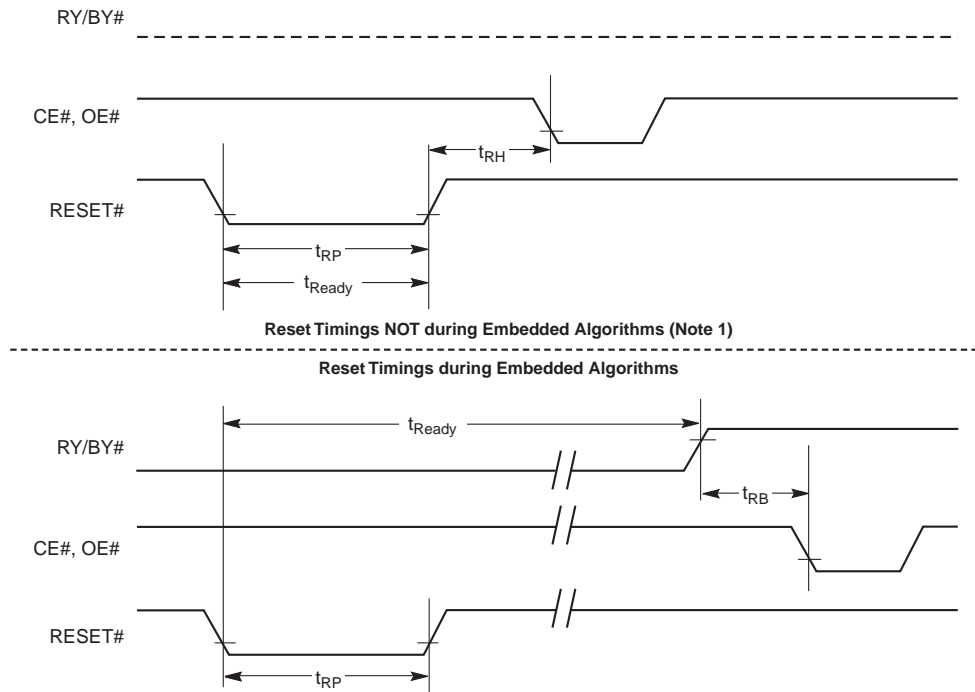 RY/BY#
CE#, OE#
tRH
RESET#
tRP
tReady
Reset Timings NOT during Embedded Algorithms (Note 1)
Reset Timings during Embedded Algorithms
tReady
RY/BY#
tRB
CE#, OE#
RESET#
tRP